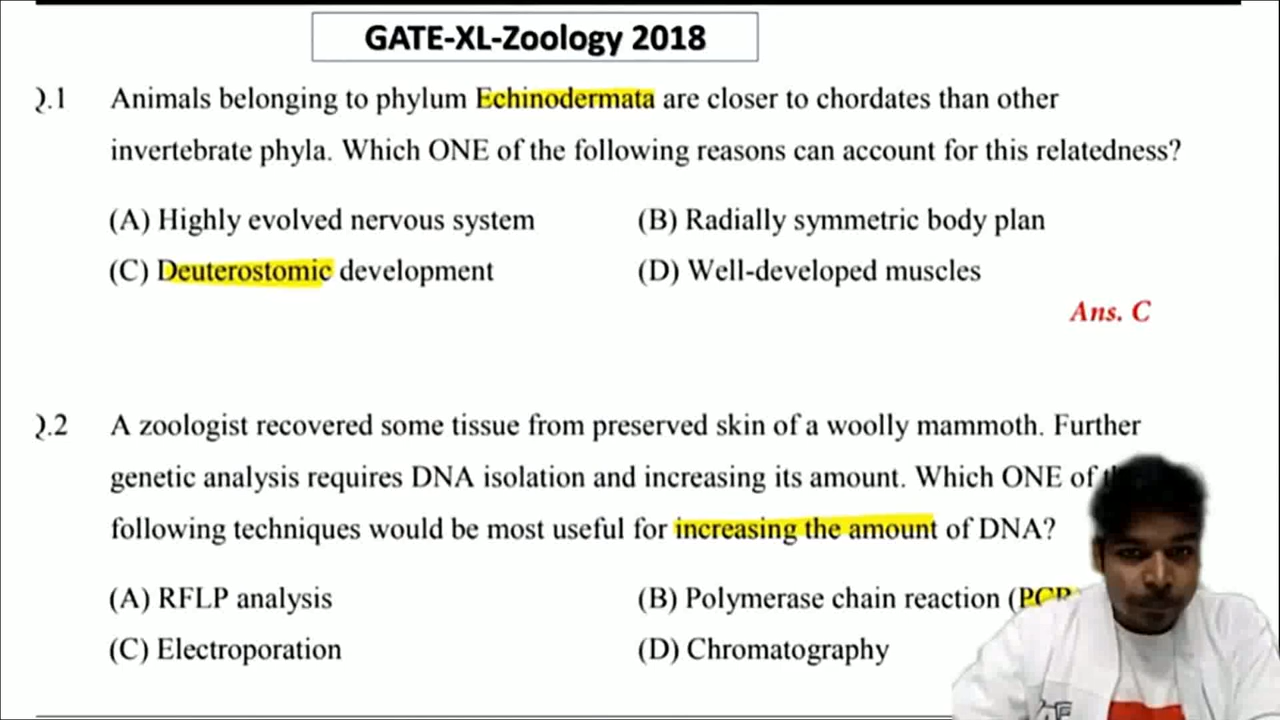 GATE-XL-Zoology 2018
Q.1 Animals belonging to phylum Echinodermata are closer to chordates than other
invertebrate phyla. Which ONE of the following reasons can account for this relatedness?
(A) Highly evolved nervous system (B) Radially symmetric body plan
(C) Deuterostomic development (D) Well-developed muscles
Ans. C
Q.2 A zoologist recovered some tissue from preserved skin of a woolly mammoth. Further
genetic analysis requires DNA isolation and increasing its amount. Which ONE of
following techniques would be most useful for increasing the amount of DNA?
(A) RFLP analysis (B) Polymerase chain reaction (PCR)
(C) Electroporation (D) Chromatography